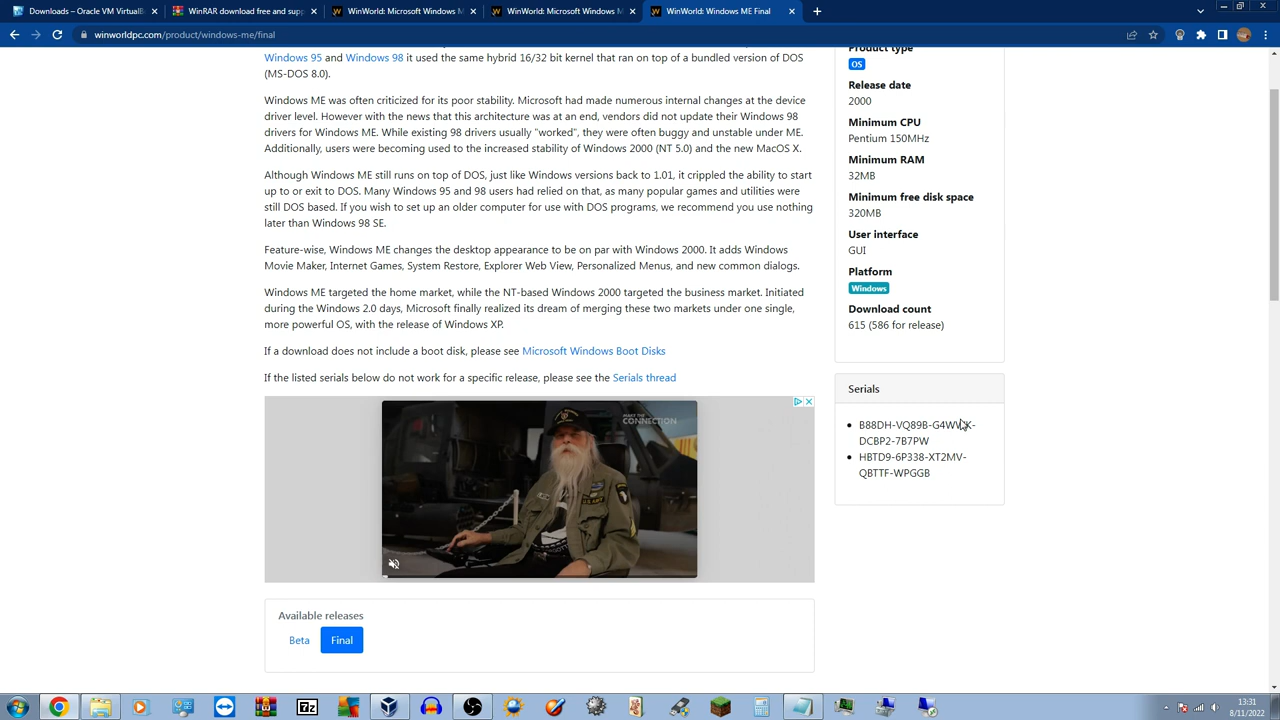 Downloads – Oracle VM VirtualB
WinRAR download free and supp
WinWorld: Microsoft Windows M
WinWorld: Microsoft Windows M
WinWorld: Windows ME Final
winworldpc.com/product/windows-me/final
Windows 95 and Windows 98 it used the same hybrid 16/32 bit kernel that ran on top of a bundled version of DOS
(MS-DOS 8.0).
Windows ME was often criticized for its poor stability. Microsoft had made numerous internal changes at the device
driver level. However with the news that this architecture was at an end, vendors did not update their Windows 98
drivers for Windows ME. While existing 98 drivers usually "worked", they were often buggy and unstable under ME.
Additionally, users were becoming used to the increased stability of Windows 2000 (NT 5.0) and the new MacOS X.
Although Windows ME still runs on top of DOS, just like Windows versions back to 1.01, it crippled the ability to start
up to or exit to DOS. Many Windows 95 and 98 users had relied on that, as many popular games and utilities were
still DOS based. If you wish to set up an older computer for use with DOS programs, we recommend you use nothing
later than Windows 98 SE.
Feature-wise, Windows ME changes the desktop appearance to be on par with Windows 2000. It adds Windows
Movie Maker, Internet Games, System Restore, Explorer Web View, Personalized Menus, and new common dialogs.
Windows ME targeted the home market, while the NT-based Windows 2000 targeted the business market. Initiated
during the Windows 2.0 days, Microsoft finally realized its dream of merging these two markets under one single,
more powerful OS, with the release of Windows XP.
If a download does not include a boot disk, please see Microsoft Windows Boot Disks
If the listed serials below do not work for a specific release, please see the Serials thread
MAKE THE
CONNECTION
U.S. ARMY
Available releases
Beta
Final
Product type
OS
Release date
2000
Minimum CPU
Pentium 150MHz
Minimum RAM
32MB
Minimum free disk space
320MB
User interface
GUI
Platform
Windows
Download count
615 (586 for release)
Serials
B88DH-VQ89B-G4WVK-
DCBP2-7B7PW
HBTD9-6P338-XT2MV-
QBTTF-WPGGB
7z
13:31
8/11/2022